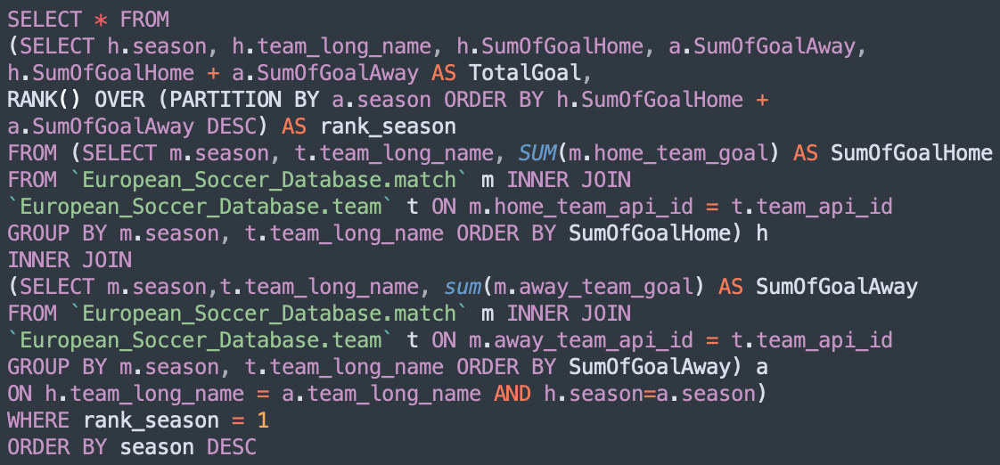 SELECT * FROM
(SELECT h.season, h.team_long_name, h.SumOfGoalHome, a.SumOfGoalAway,
h.SumOfGoalHome + a.SumOfGoalAway AS TotalGoal,
RANK() OVER (PARTITION BY a.season ORDER BY h.SumOfGoalHome +
a.SumOfGoalAway DESC) AS rank_season
FROM (SELECT m.season, t.team_long_name, SUM(m.home_team_goal) AS SumOfGoalHome
FROM `European_Soccer_Database.match` m INNER JOIN
`European_Soccer_Database.team` t ON m.home_team_api_id = t.team_api_id
GROUP BY m.season, t.team_long_name ORDER BY SumOfGoalHome) h
INNER JOIN
(SELECT m.season,t.team_long_name, sum(m.away_team_goal) AS SumOfGoalAway
FROM `European_Soccer_Database.match` m INNER JOIN
`European_Soccer_Database.team` t ON m.away_team_api_id = t.team_api_id
GROUP BY m.season, t.team_long_name ORDER BY SumOfGoalAway) a
ON h.team_long_name = a.team_long_name AND h.season=a.season)
WHERE rank_season = 1
ORDER BY season DESC